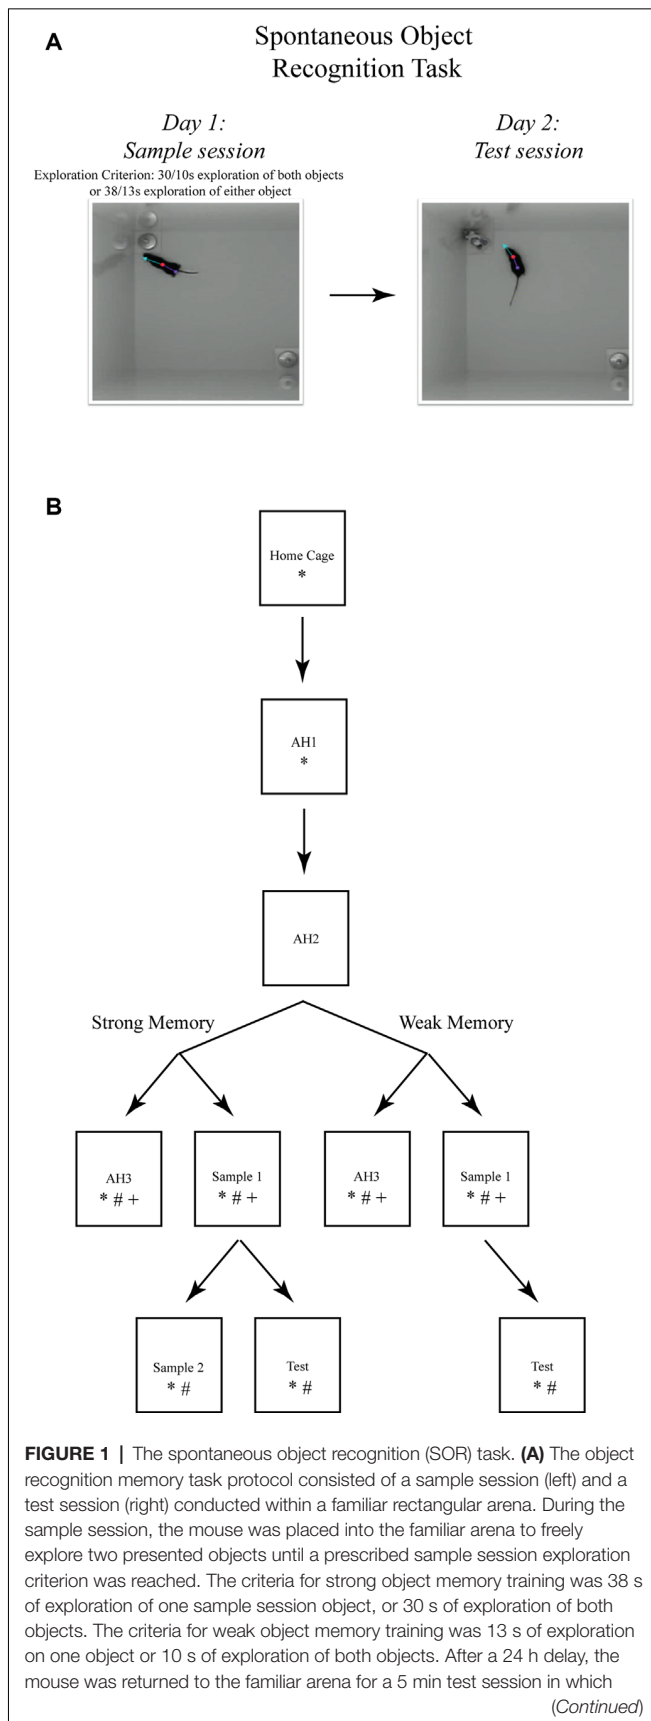 A
Spontaneous Object
Recognition Task
Day 1:
Sample session
Exploration Criterion: 30/10s exploration of both objects
or 38/13s exploration of either object
Day 2:
Test session
B
Home Cage
*
AH1
*
AH2
Strong Memory
Weak Memory
AH3
* # +
Sample 1
* # +
AH3
* # +
Sample 1
* # +
Sample 2
* #
Test
* #
Test
* #
FIGURE 1 | The spontaneous object recognition (SOR) task. (A) The object
recognition memory task protocol consisted of a sample session (left) and a
test session (right) conducted within a familiar rectangular arena. During the
sample session, the mouse was placed into the familiar arena to freely
explore two presented objects until a prescribed sample session exploration
criterion was reached. The criteria for strong object memory training was 38 s
of exploration of one sample session object, or 30 s of exploration of both
objects. The criteria for weak object memory training was 13 s of exploration
on one object or 10 s of exploration of both objects. After a 24 h delay, the
mouse was returned to the familiar arena for a 5 min test session in which
(Continued)